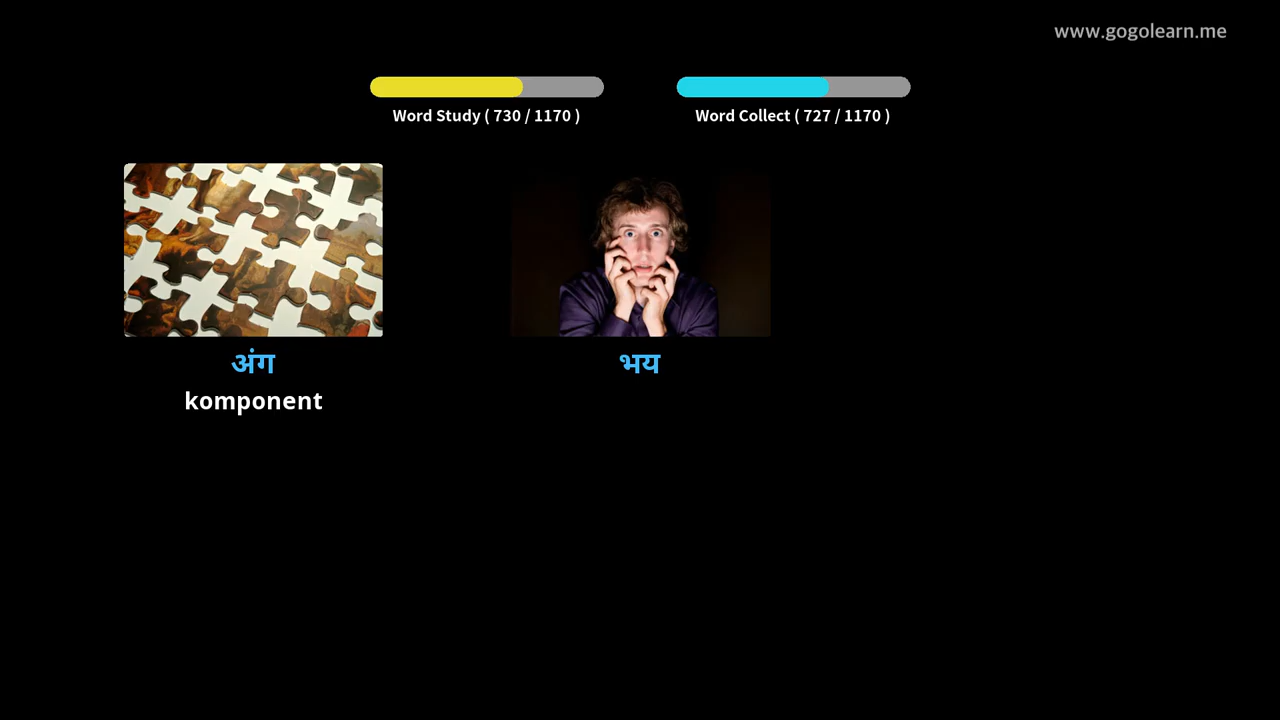 www.gogolearn.me
Word Study ( 730 / 1170 )
Word Collect ( 727 / 1170 )
अंग
komponent
भय